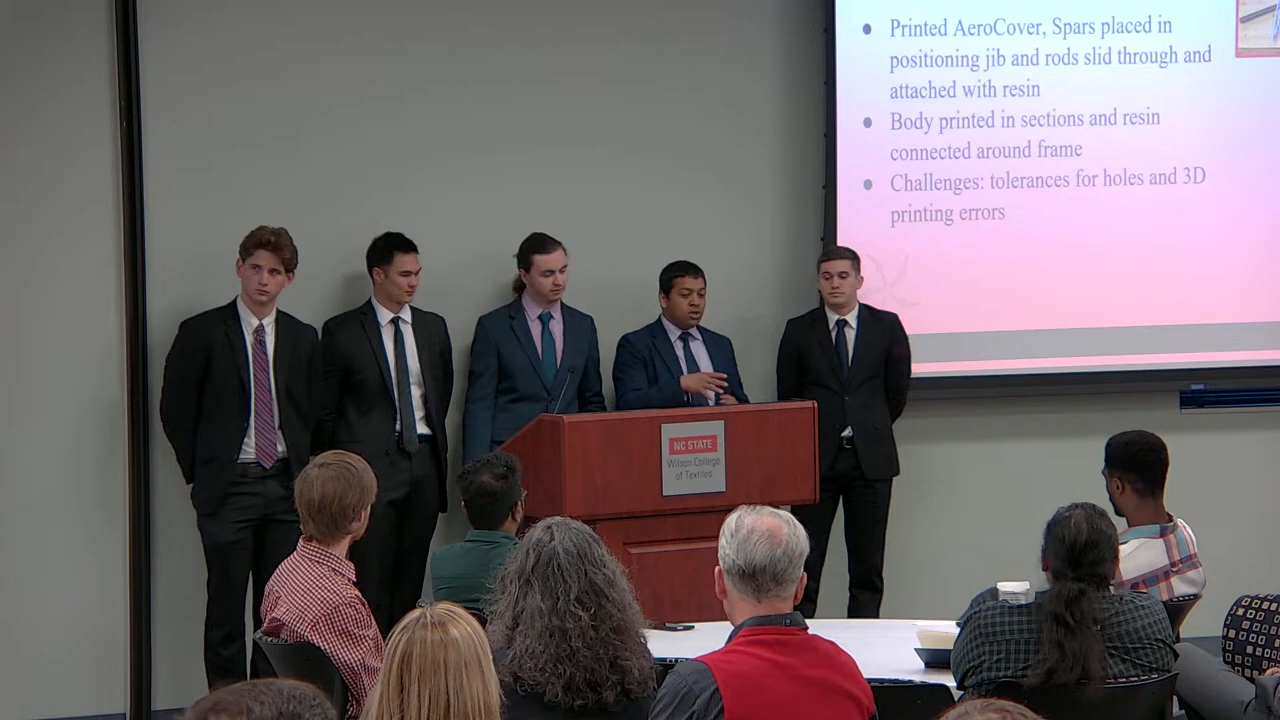 ● Printed AeroCover, Spars placed in
positioning jib and rods slid through and
attached with resin
● Body printed in sections and resin
connected around frame
● Challenges: tolerances for holes and 3D
printing errors
NC STATE
Wilson College
of Textiles